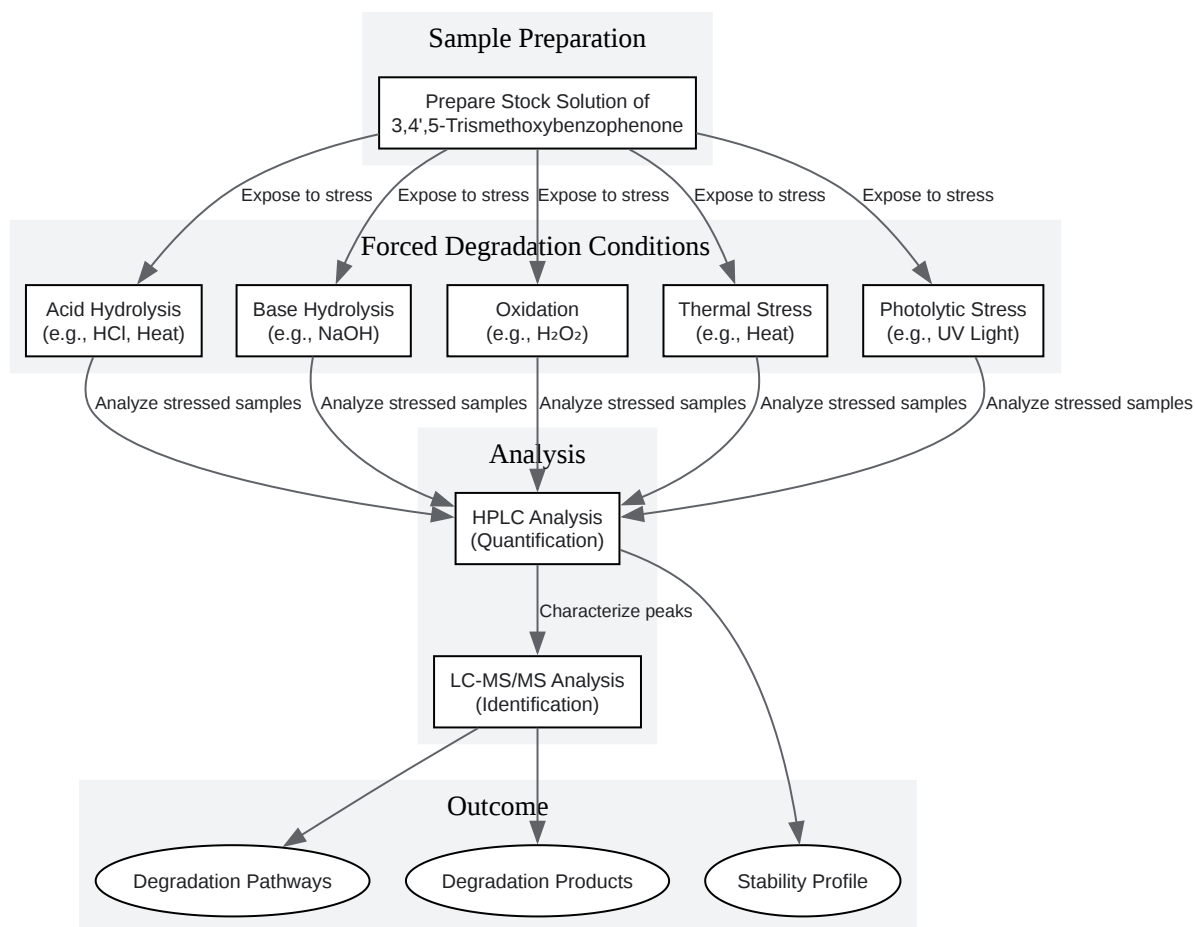 Sample Preparation
Prepare Stock Solution of
3,4',5-Trismethoxybenzophenone
Expose to stress
Expose to stress
Expose to stress
Expose to stress
Expose to stress
Forced Degradation Conditions
Acid Hydrolysis
(e.g., HCl, Heat)
Base Hydrolysis
(e.g., NaOH)
Oxidation
(e.g., H₂O₂)
Thermal Stress
(e.g., Heat)
Photolytic Stress
(e.g., UV Light)
Analyze stressed samples
Analyze stressed samples
Analyze stressed samples
Analyze stressed samples
Analyze stressed samples
Analysis
HPLC Analysis
(Quantification)
Characterize peaks
LC-MS/MS Analysis
(Identification)
Outcome
Degradation Pathways
Degradation Products
Stability Profile